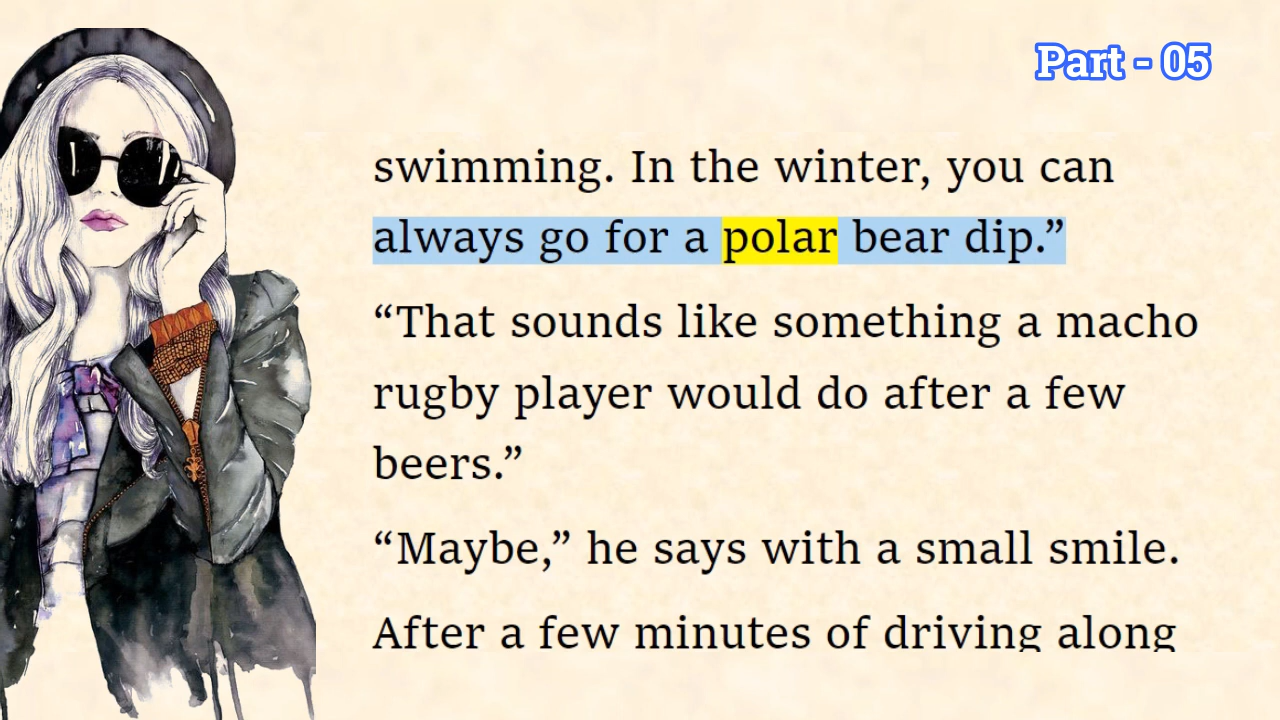 Part - 05
swimming. In the winter, you can
always go for a polar bear dip.”
“That sounds like something a macho
rugby player would do after a few
beers.”
“Maybe,” he says with a small smile.
After a few minutes of driving along